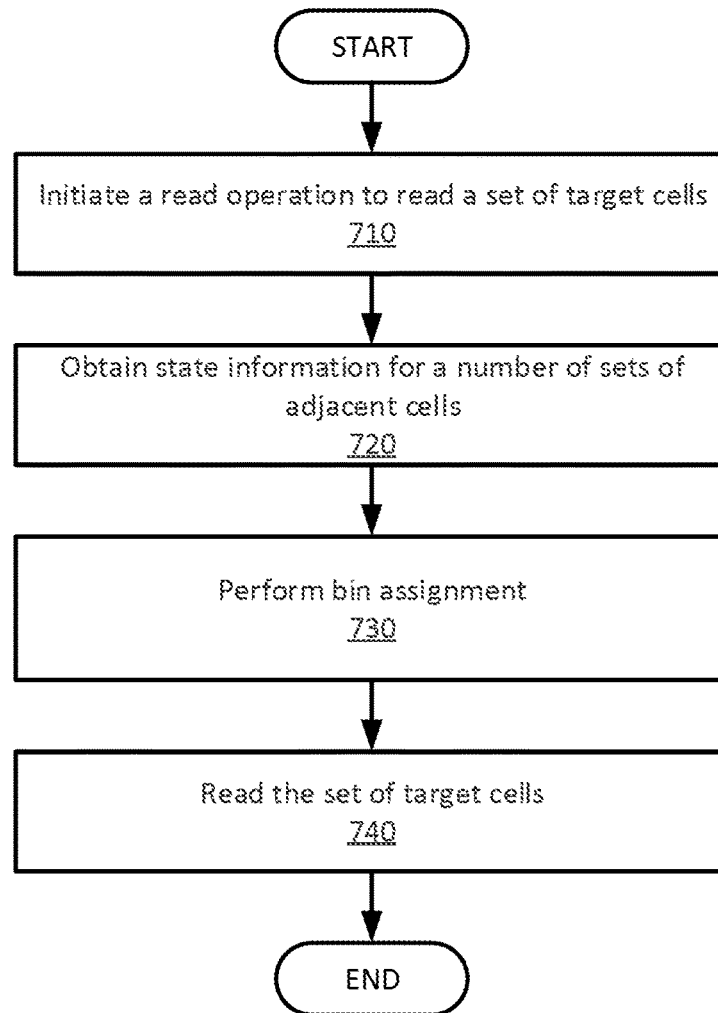 START
Initiate a read operation to read a set of target cells
710
Obtain state information for a number of sets of
adjacent cells
720
Perform bin assignment
730
Read the set of target cells
740
END